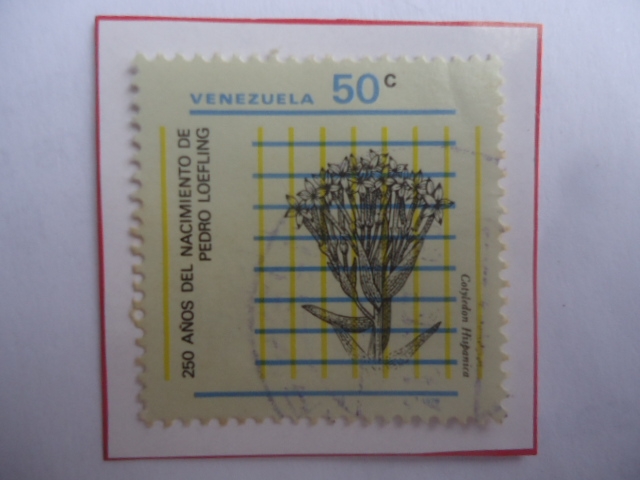 VENEZUELA 50c
250 AÑOS DEL NACIMIENTO DE
PEDRO LOEFLING
Cotyledon Hispanica